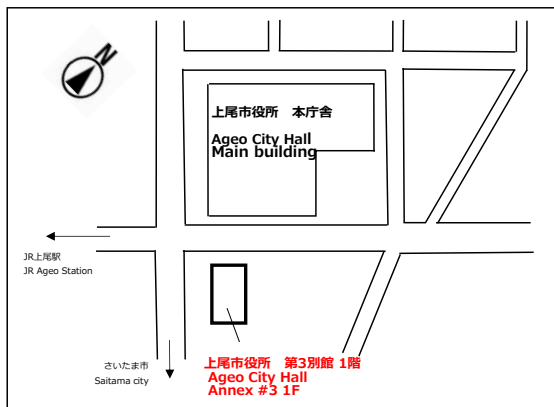 N
上尾市役所　本庁舎
Ageo City Hall
Main building
JR上尾駅
JR Ageo Station
さいたま市
Saitama city
上尾市役所　第3別館 1階
Ageo City Hall
Annex #3 1F